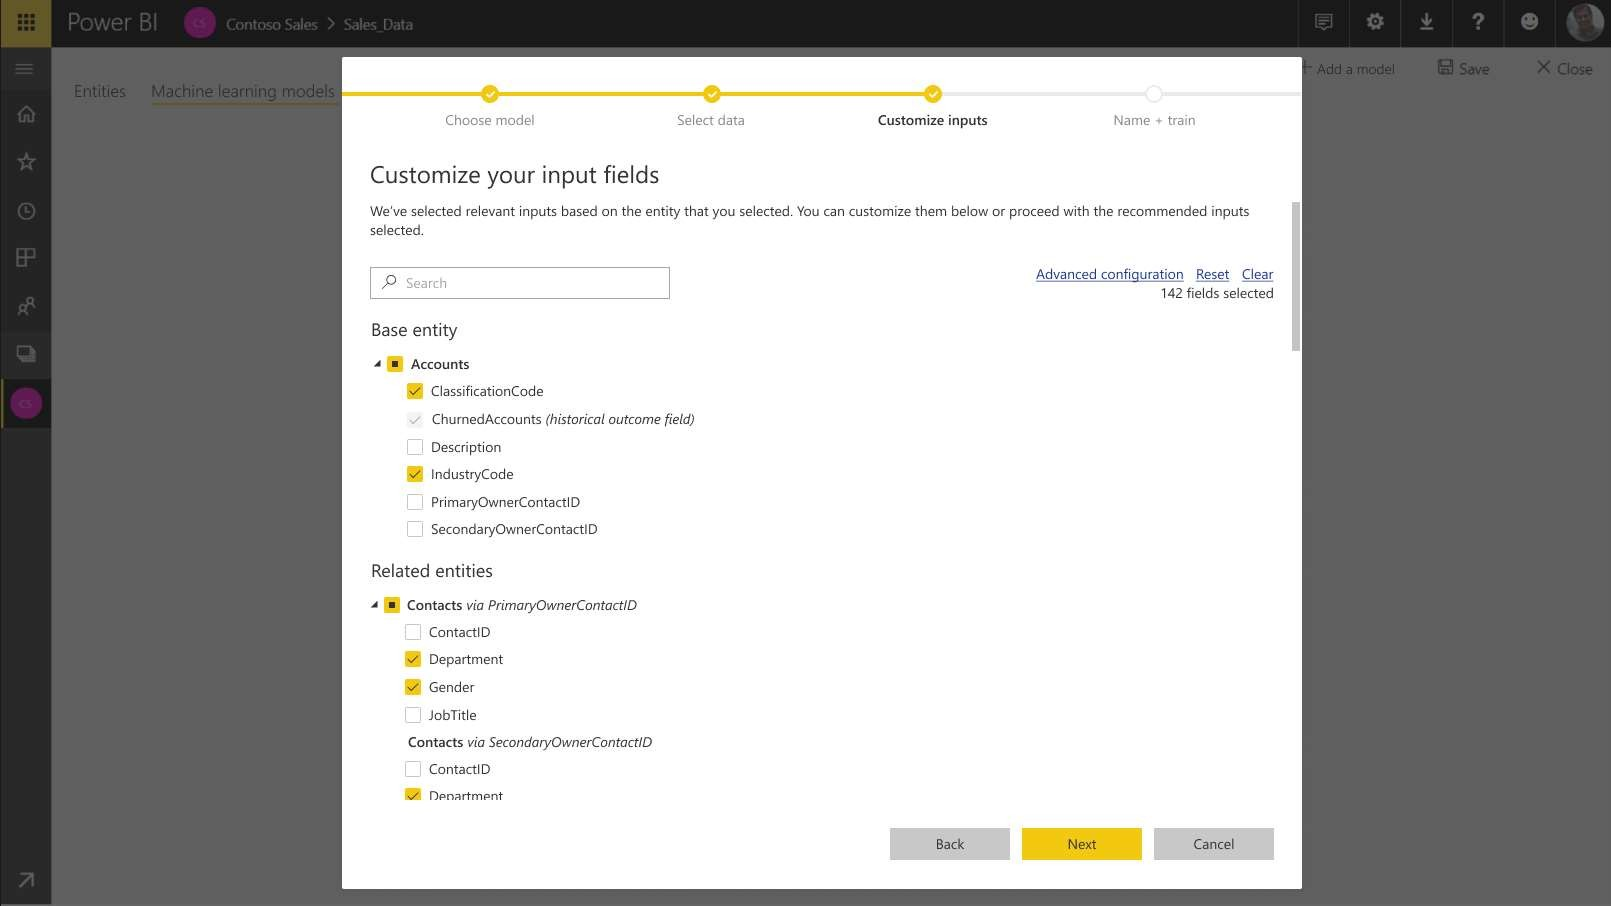 Power BI
CS
Contoso Sales > Sales_Data
?
Entities
Machine learning models
+ Add a model
Save
Close
Choose model
Select data
Customize inputs
Name + train
Customize your input fields
We've selected relevant inputs based on the entity that you selected. You can customize them below or proceed with the recommended inputs
selected.
Search
Advanced configuration Reset Clear
142 fields selected
Base entity
Accounts
ClassificationCode
ChurnedAccounts (historical outcome field)
Description
IndustryCode
PrimaryOwnerContactID
SecondaryOwnerContactID
Related entities
Contacts via PrimaryOwnerContactID
ContactID
Department
Gender
JobTitle
Contacts via SecondaryOwnerContactID
ContactID
Department
CS
Back
Next
Cancel